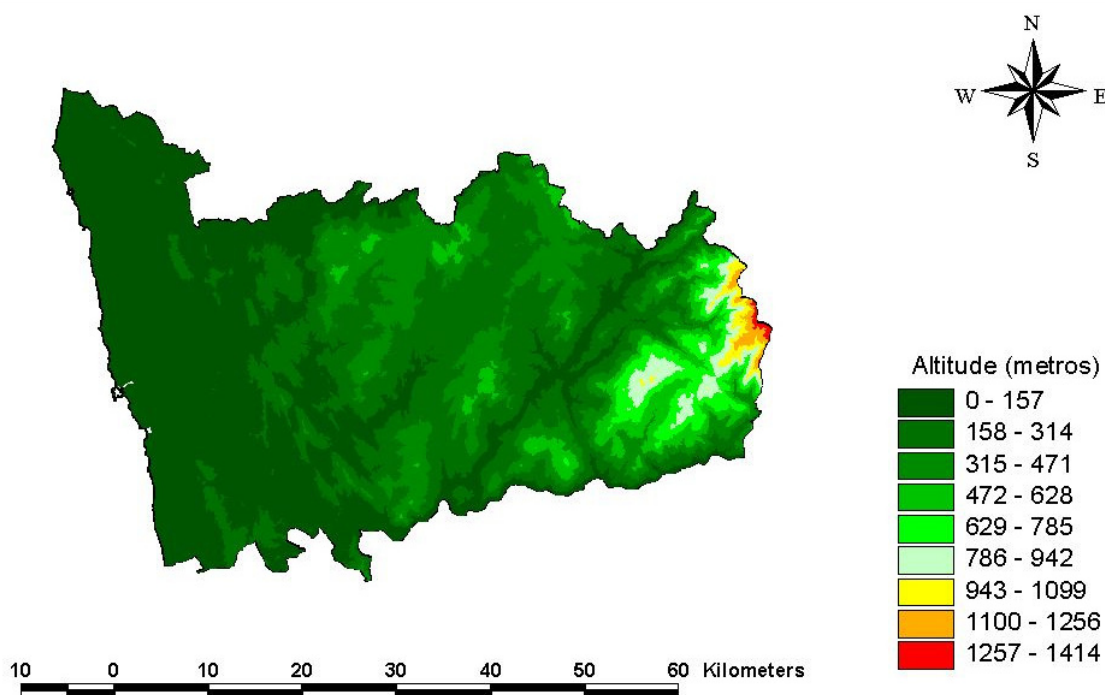 N
W E
S
Altitude (metros)
0 - 157
158 - 314
315 - 471
472 - 628
629 - 785
786 - 942
943 - 1099
1100 - 1256
1257 - 1414
10 0 10 20 30 40 50 60 Kilometers